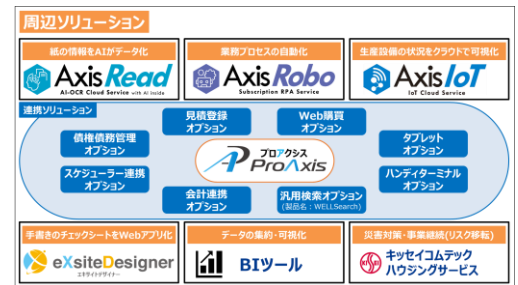 周辺ソリューション
紙の情報をAIがデータ化
AxisRead
AI-OCR Cloud Service with AI inside
業務プロセスの自動化
AxisRobo
Subscription RPA Service
生産設備の状況をクラウドで可視化
AxisIoT
IoT Cloud Service
連携ソリューション
見積登録
オプション
Web購買
オプション
債権債務管理
オプション
タブレット
オプション
プロアクシス
ProAxis
スケジューラー連携
オプション
ハンディターミナル
オプション
会計連携
オプション
汎用検索オプション
(製品名：WELLSearch)
手書きのチェックシートをWebアプリ化
eXsiteDesigner
エキサイトデザイナー
データの集約・可視化
BIツール
災害対策・事業継続(リスク移転)
KISSEI
キッセイコムテック
ハウジングサービス